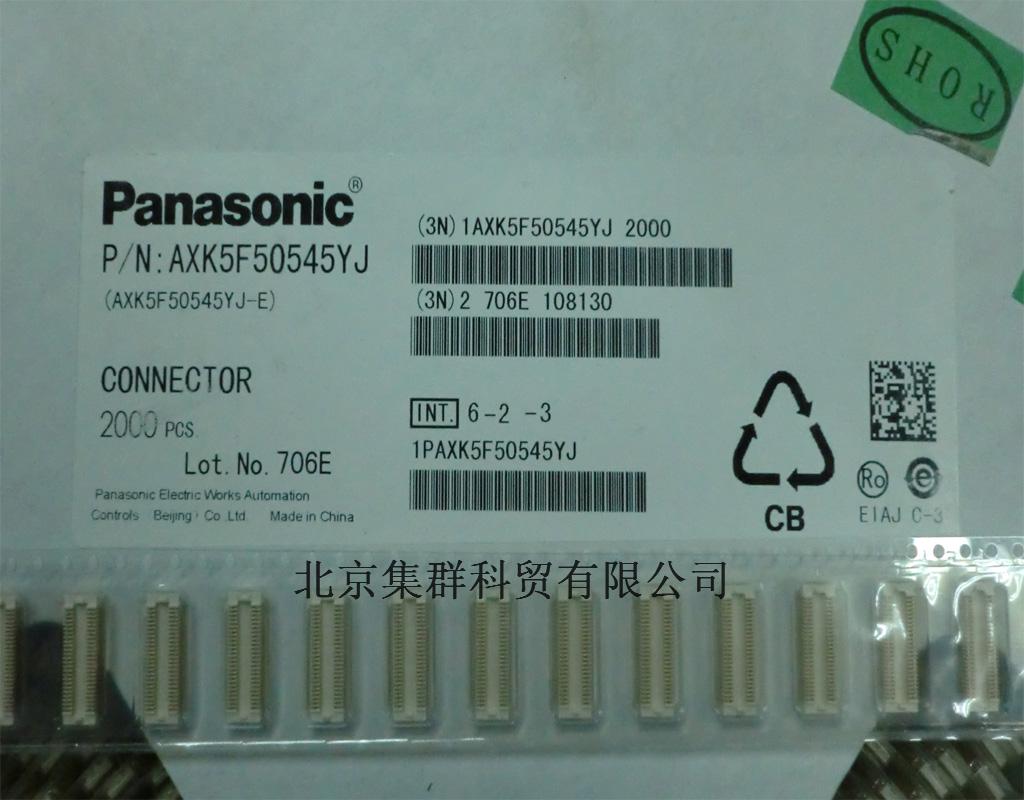 ROHS
Panasonic®
P/N:AXK5F50545YJ
(AXK5F50545YJ-E)
(3N)1AXK5F50545YJ 2000
(3N)2 706E 108130
CONNECTOR
2000 PCS
Lot.No.706E
INT. 6-2 -3
1PAXK5F50545YJ
Panasonic Electric Works Automation
Controls Beijing Co.Ltd. Made in China
CB
Ro e
EIAJ C-3
北京集群科贸有限公司